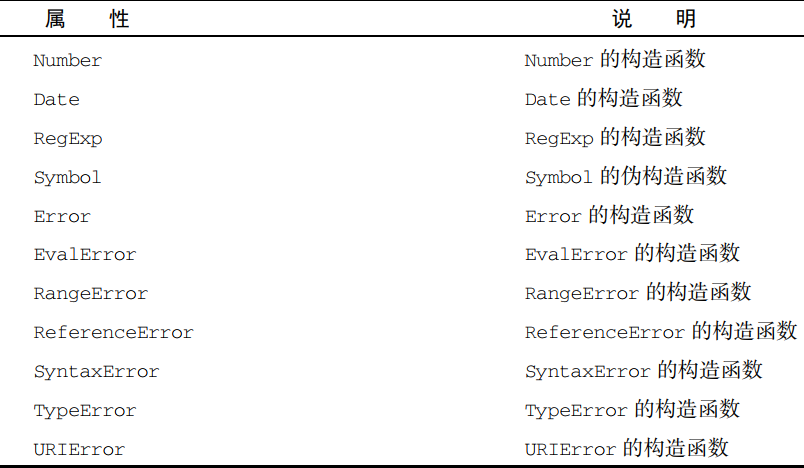 属 性 说 明
Number Number 的构造函数
Date Date 的构造函数
RegExp RegExp 的构造函数
Symbol Symbol 的伪构造函数
Error Error 的构造函数
EvalError EvalError 的构造函数
RangeError RangeError 的构造函数
ReferenceError ReferenceError 的构造函数
SyntaxError SyntaxError 的构造函数
TypeError TypeError 的构造函数
URIError URIError 的构造函数